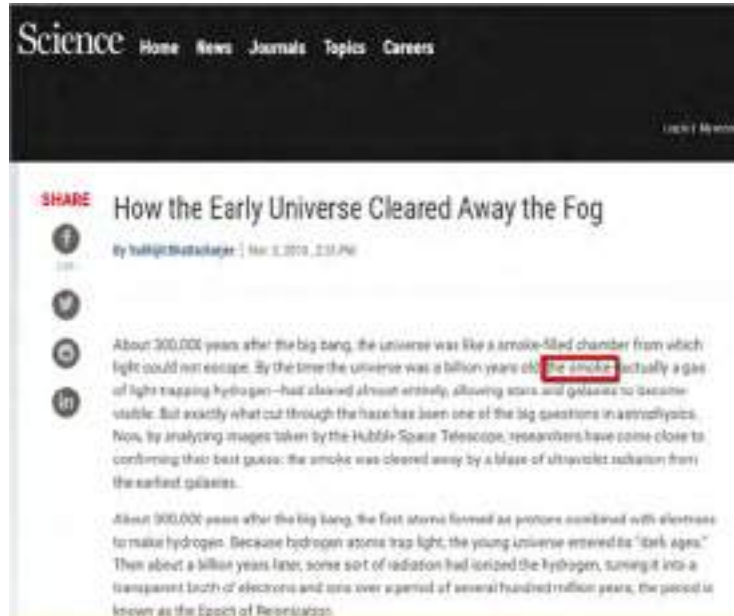 Science Home News Journals Topics Careers
SHARE
How the Early Universe Cleared Away the Fog
By Yudhijit Bhattacharjee | Nov. 3, 2010, PM
About 300,000 years after the big bang, the universe was like a smoke-filled chamber from which
light could not escape. By the time the universe was a billion years old, the smoke—actually a gas
of light trapping hydrogen—had cleared almost entirely, allowing stars and galaxies to become
visible. But exactly what cut through the haze has been one of the big questions in astrophysics.
Now, by analyzing images taken by the Hubble Space Telescope, researchers have come close to
confirming their best guess: the smoke was cleared away by a blaze of ultraviolet radiation from
the earliest galaxies.
About 300,000 years after the big bang, the first atoms formed as protons combined with electrons
to make hydrogen. Because hydrogen atoms trap light, the young universe entered its "dark ages."
Then about a billion years later, some sort of radiation had ionized the hydrogen, turning it into a
transparent broth of electrons and ions over a period of several hundred million years, the period is
known as the Epoch of Reionization.